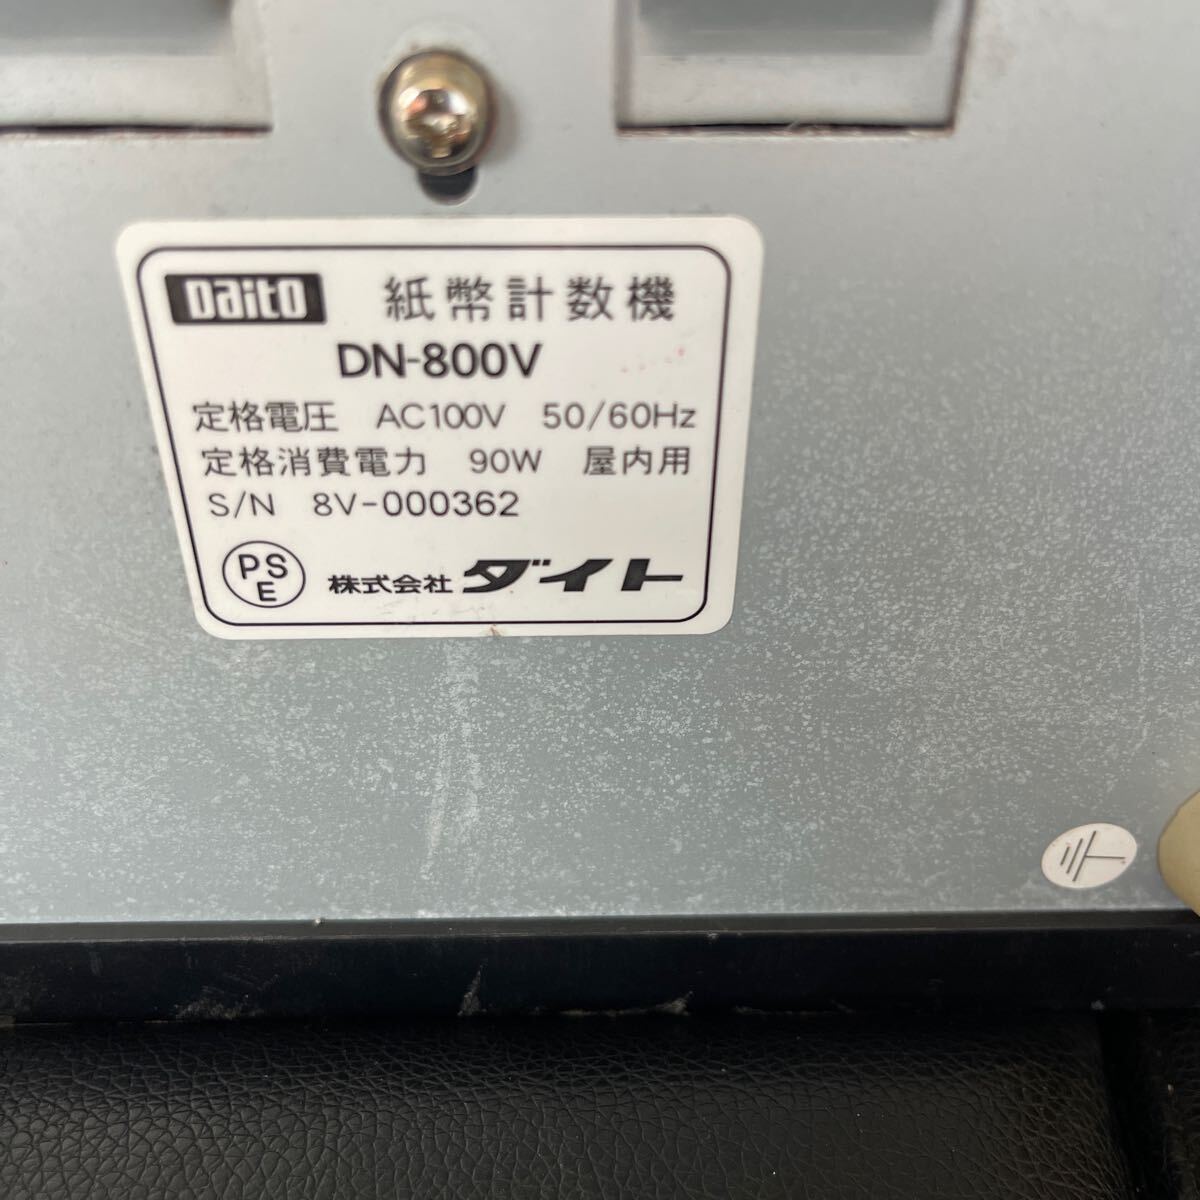 Daito 紙幣計数機
DN-800V
定格電圧 AC100V 50/60Hz
定格消費電力 90W 屋内用
S/N 8V-000362
PSE 株式会社ダイト